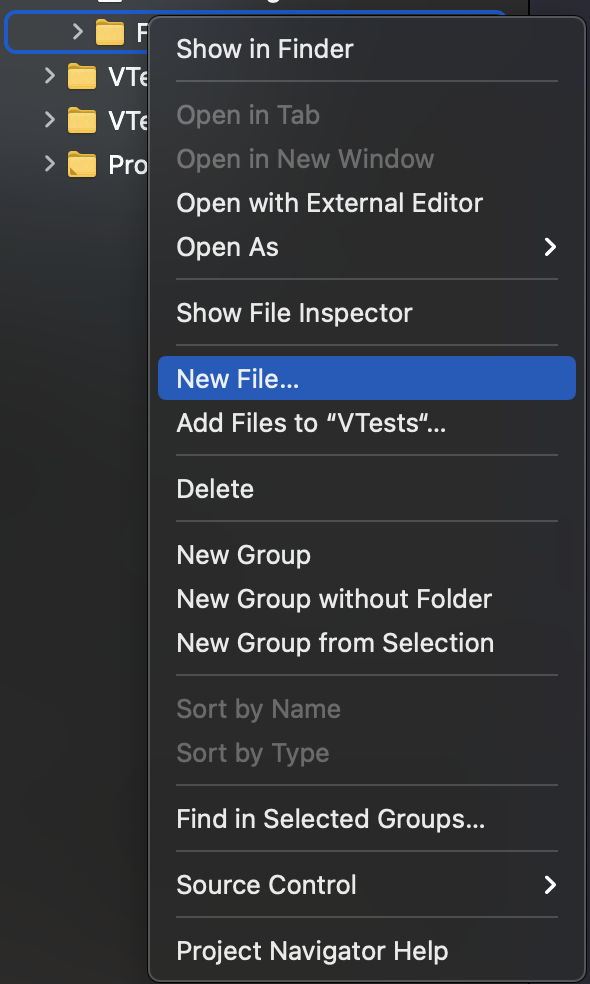 F
Show in Finder
VTe
Open in Tab
VTe
Open in New Window
Pro
Open with External Editor
Open As
Show File Inspector
New File...
Add Files to “VTests“...
Delete
New Group
New Group without Folder
New Group from Selection
Sort by Name
Sort by Type
Find in Selected Groups...
Source Control
Project Navigator Help